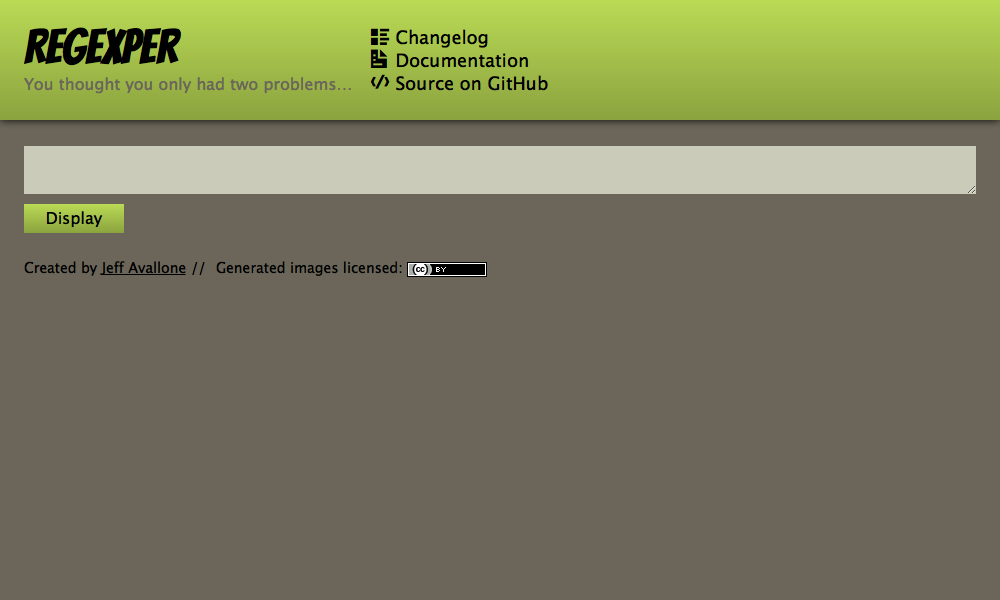 REGEXPER
You thought you only had two problems...
Changelog
Documentation
Source on GitHub
Display
Created by Jeff Avallone // Generated images licensed: cc BY